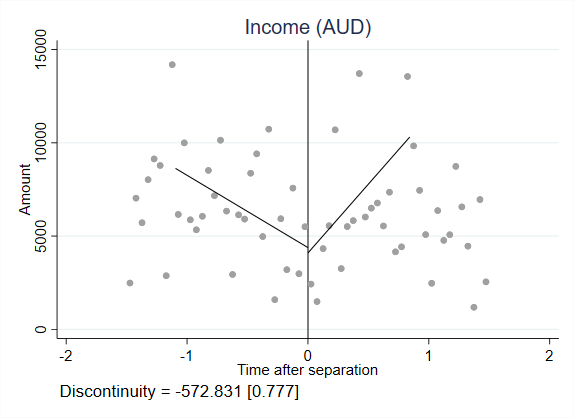 Income (AUD)
15000
10000
5000
0
Amount
-2 -1 0 1 2
Time after separation
Discontinuity = -572.831 [0.777]